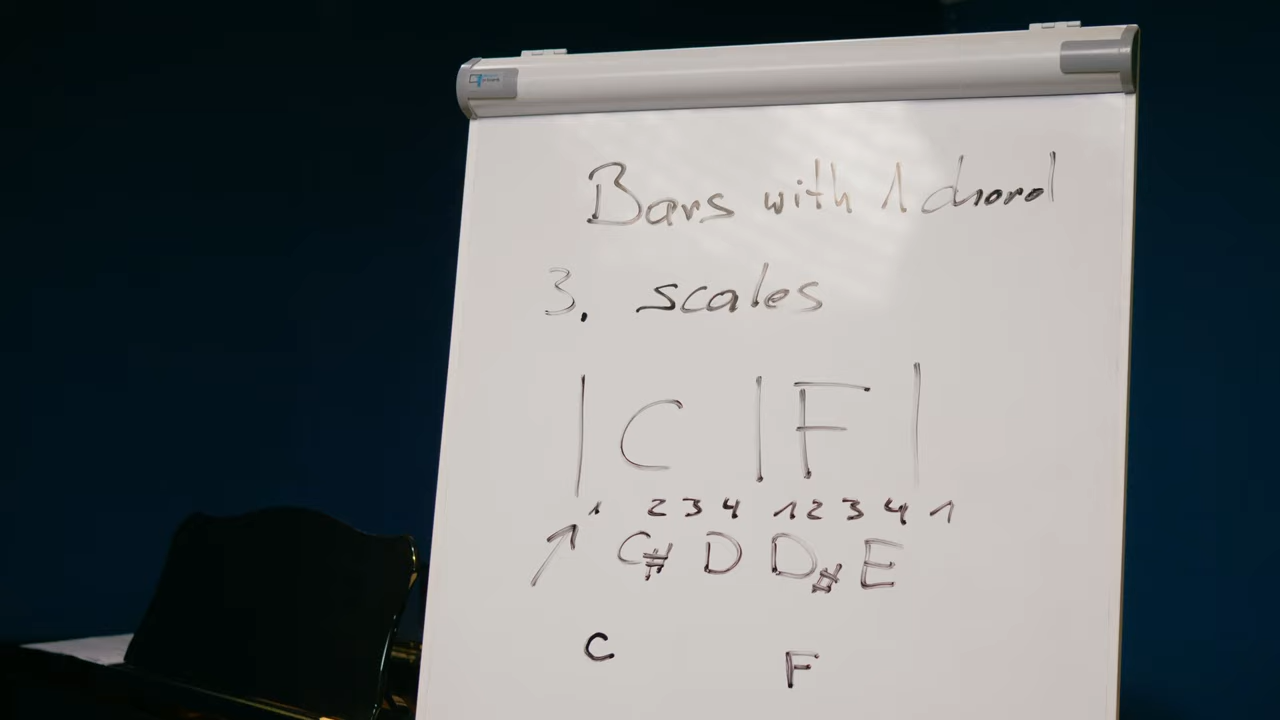 Bars with 1 chord
3. scales
| C | F |
1 2 3 4 1 2 3 4 1
C# D D# E
C F